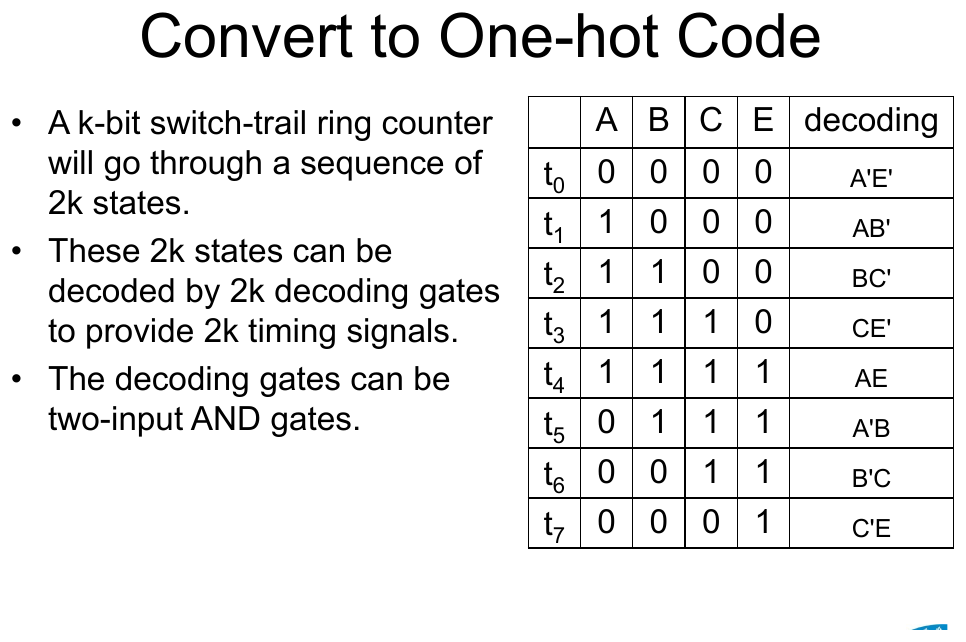 Convert to One-hot Code
• A k-bit switch-trail ring counter
will go through a sequence of
2k states.
• These 2k states can be
decoded by 2k decoding gates
to provide 2k timing signals.
• The decoding gates can be
two-input AND gates.
A B C E decoding
t0 0 0 0 0 A'E'
t1 1 0 0 0 AB'
t2 1 1 0 0 BC'
t3 1 1 1 0 CE'
t4 1 1 1 1 AE
t5 0 1 1 1 A'B
t6 0 0 1 1 B'C
t7 0 0 0 1 C'E